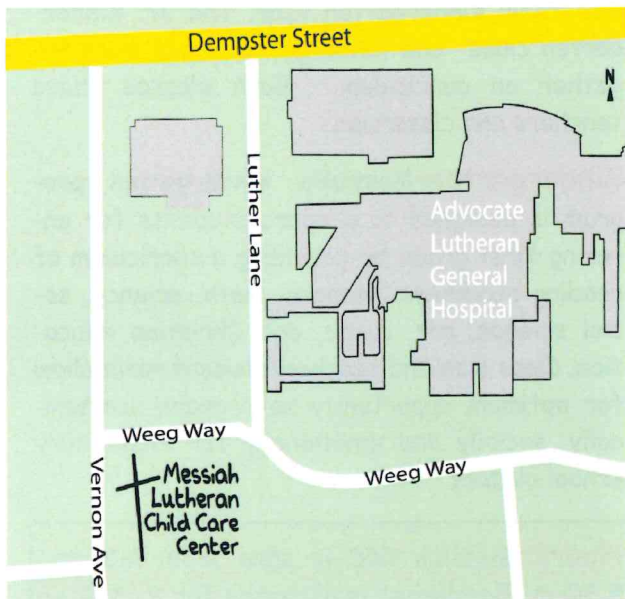 Dempster Street
N
Luther Lane
Advocate
Lutheran
General
Hospital
Weeg Way
Weeg Way
Vernon Ave
Messiah
Lutheran
Child Care
Center